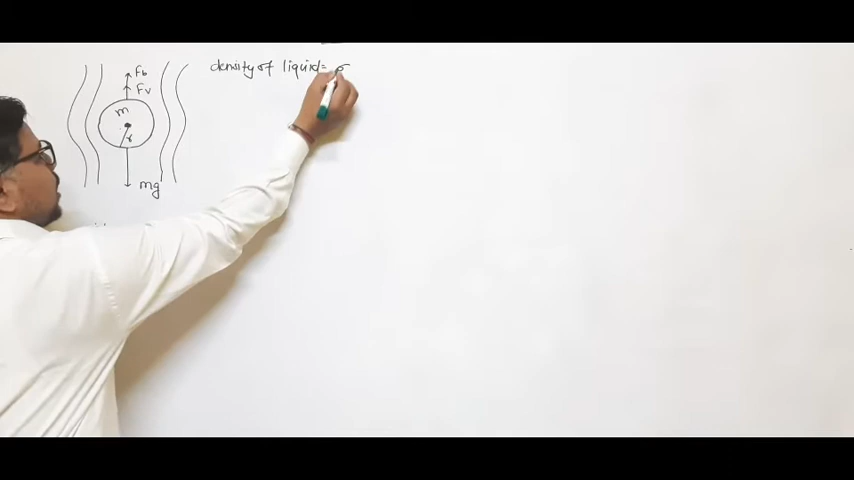 Fb
density of liquid = σ
Fv
m
r
mg